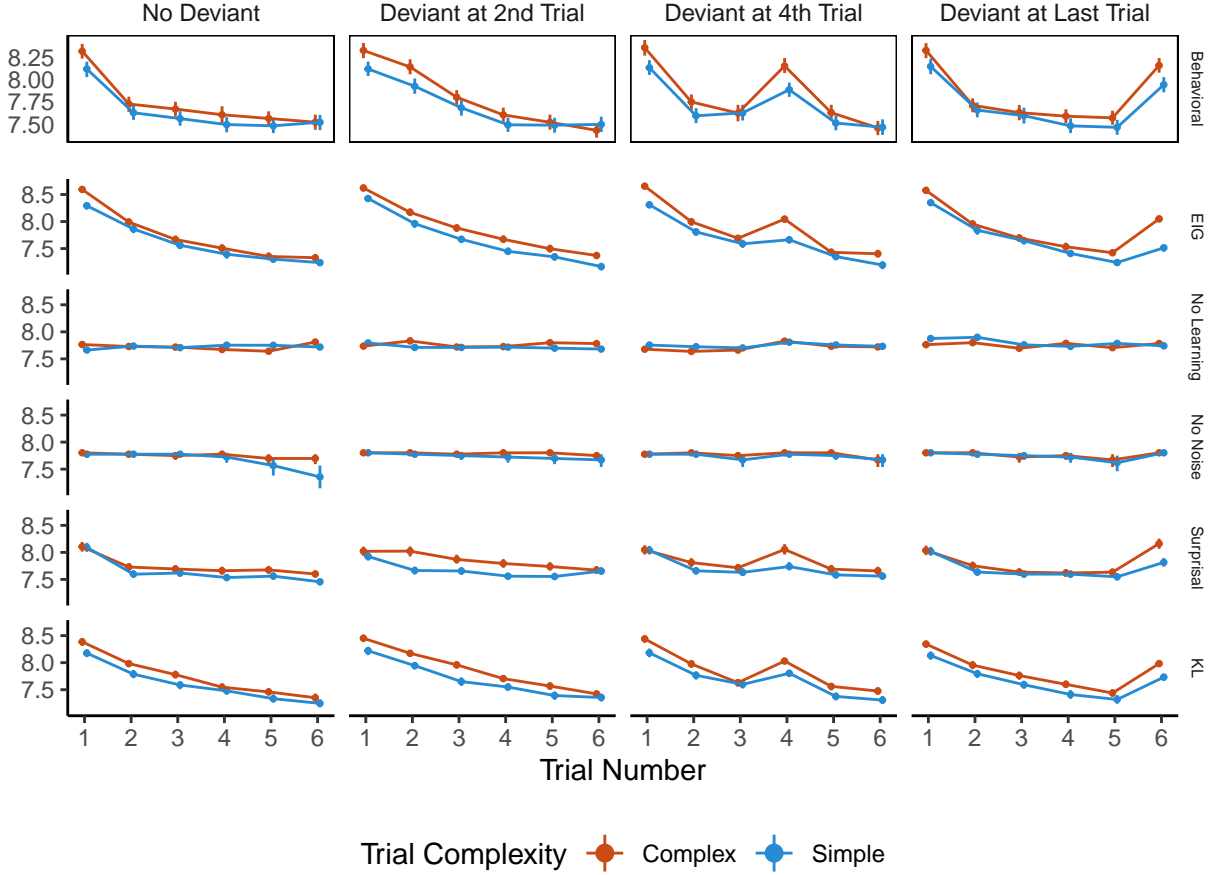 No Deviant Deviant at 2nd Trial Deviant at 4th Trial Deviant at Last Trial
8.25
8.00
7.75
7.50
Behavioral
8.5
8.0
7.5
EIG
8.5
8.0
7.5
No Learning
8.5
8.0
7.5
No Noise
8.5
8.0
7.5
Surprisal
8.5
8.0
7.5
KL
1 2 3 4 5 6 1 2 3 4 5 6 1 2 3 4 5 6 1 2 3 4 5 6
Trial Number
Trial Complexity Complex Simple